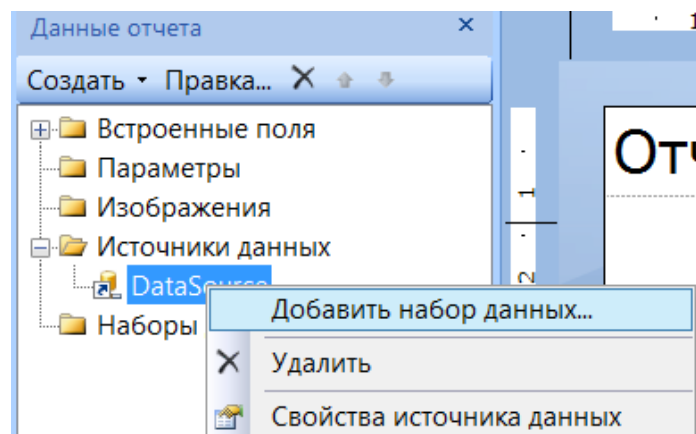 Данные отчета
Создать Правка...
Встроенные поля
Параметры
Изображения
Источники данных
DataSource
Добавить набор данных...
Наборы
Удалить
Свойства источника данных
1
2